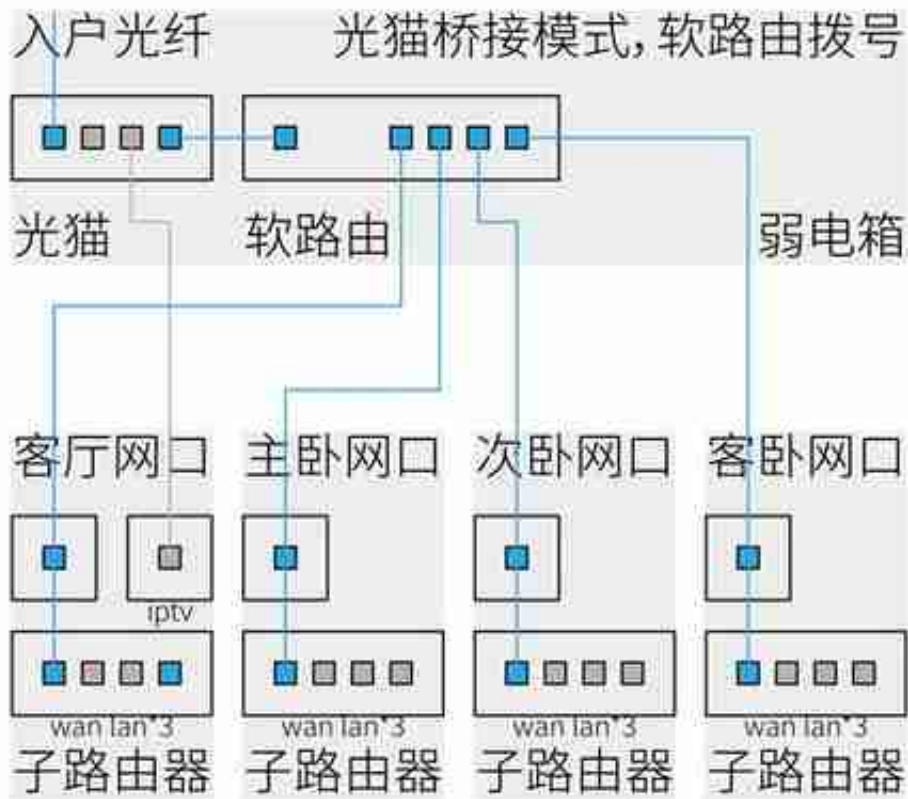 入户光纤 光猫桥接模式,软路由拨号
光猫 软路由 弱电箱
客厅网口 主卧网口 次卧网口 客卧网口
iptv
wan lan*3 wan lan*3 wan lan*3 wan lan*3
子路由器 子路由器 子路由器 子路由器